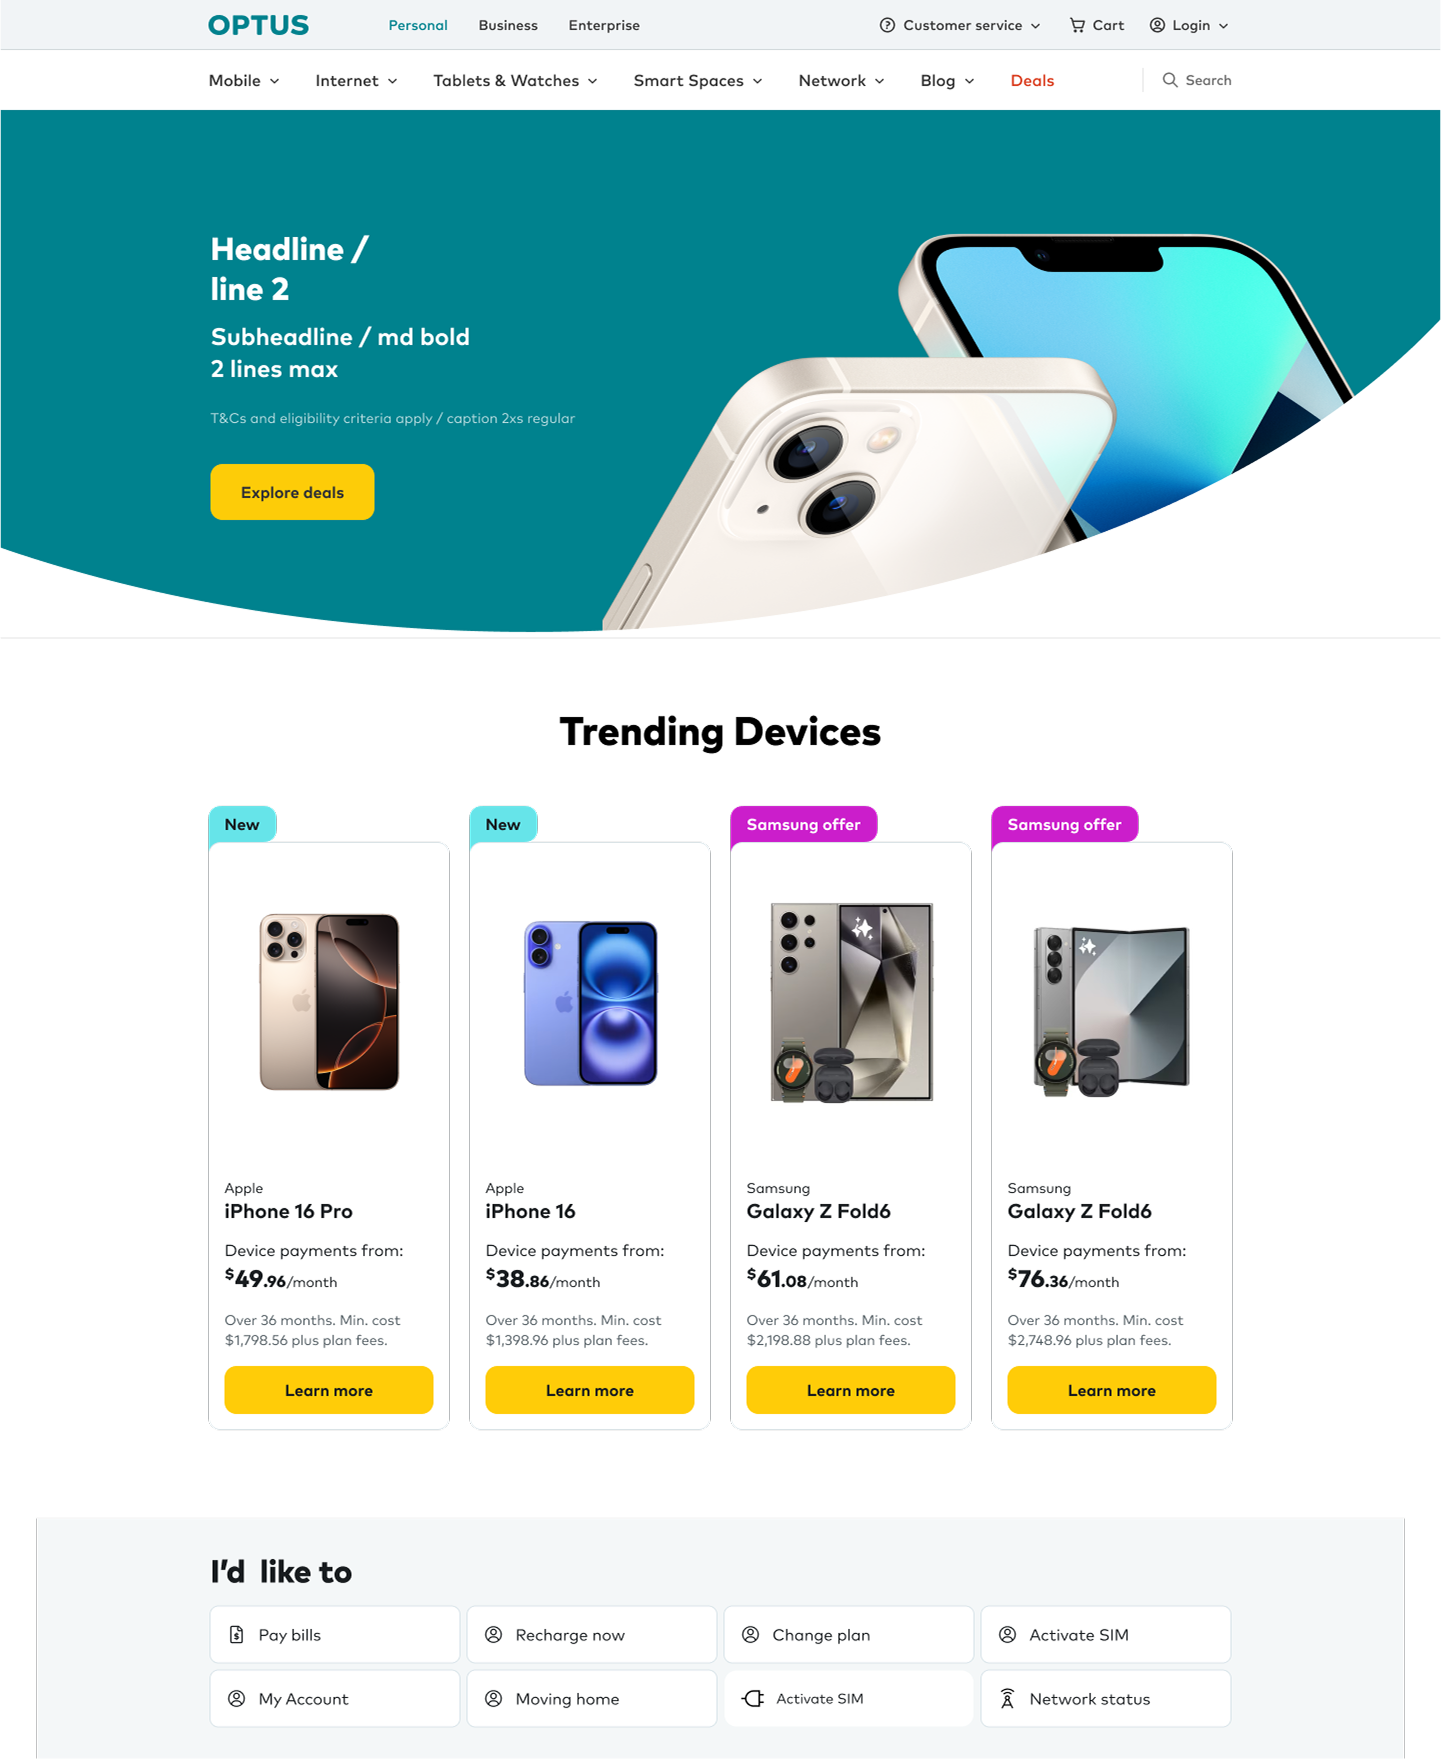 OPTUS
Personal
Business
Enterprise
Customer service
Cart
Login
Mobile
Internet
Tablets & Watches
Smart Spaces
Network
Blog
Deals
Search
Headline /
line 2
Subheadline / md bold
2 lines max
T&Cs and eligibility criteria apply / caption 2xs regular
Explore deals
Trending Devices
New
Apple
iPhone 16 Pro
Device payments from:
$49.96/month
Over 36 months. Min. cost
$1,798.56 plus plan fees.
Learn more
New
Apple
iPhone 16
Device payments from:
$38.86/month
Over 36 months. Min. cost
$1,398.96 plus plan fees.
Learn more
Samsung offer
Samsung
Galaxy Z Fold6
Device payments from:
$61.08/month
Over 36 months. Min. cost
$2,198.88 plus plan fees.
Learn more
Samsung offer
Samsung
Galaxy Z Fold6
Device payments from:
$76.36/month
Over 36 months. Min. cost
$2,748.96 plus plan fees.
Learn more
I'd like to
Pay bills
Recharge now
Change plan
Activate SIM
My Account
Moving home
Activate SIM
Network status